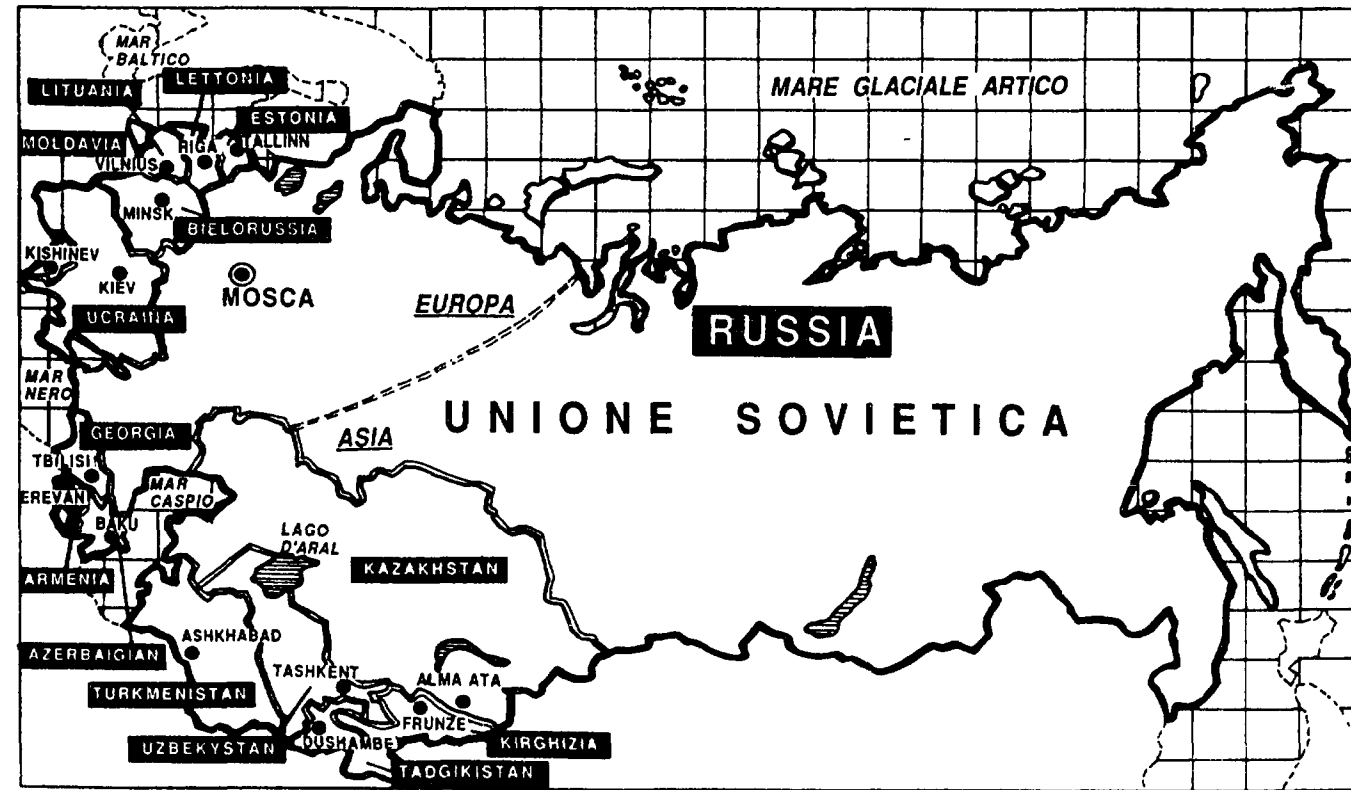 MAR
BALTICO
MARE GLACIALE ARTICO
LETTONIA
LITUANIA
ESTONIA
MOLDAVIA
RIGA
TALLINN
VILNIUS
MINSK
BIELORUSSIA
KISHINEV
KIEV
MOSCA
EUROPA
UCRAINA
RUSSIA
MAR
NERO
UNIONE SOVIETICA
GEORGIA
ASIA
TBILISI
MAR
CASPIO
EREVAN
BAKU
LAGO
D'ARAL
KAZAKHSTAN
ARMENIA
ASHKHABAD
AZERBAIGIAN
TASHKENT
ALMA ATA
TURKMENISTAN
FRUNZE
UZBEKYSTAN
DUSHAMBE
KIRGHIZIA
TADGIKISTAN